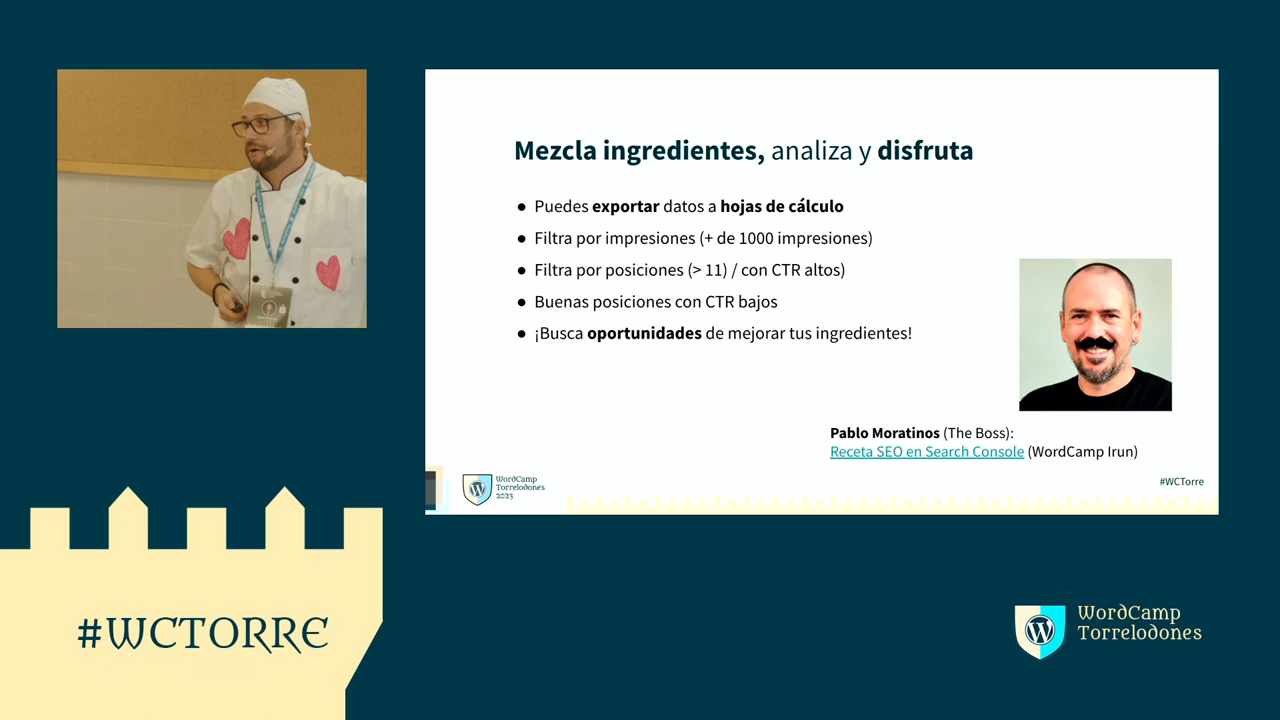 Mezcla ingredientes, analiza y disfruta
● Puedes exportar datos a hojas de cálculo
● Filtra por impresiones (+ de 1000 impresiones)
● Filtra por posiciones (> 11) / con CTR altos)
● Buenas posiciones con CTR bajos
● ¡Busca oportunidades de mejorar tus ingredientes!
Pablo Moratinos (The Boss):
Receta SEO en Search Console (WordCamp Irun)
WordCamp
Torrelodones
2023
#WCTorre
#WCTORRE
WordCamp
Torrelodones